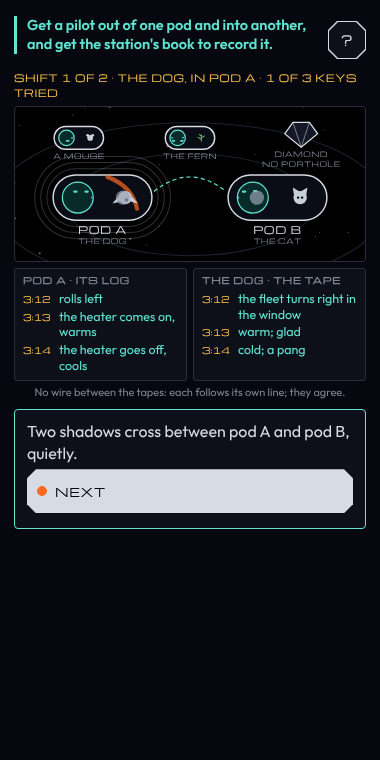 Get a pilot out of one pod and into another,
and get the station's book to record it.
?
SHIFT 1 OF 2 · THE DOG, IN POD A · 1 OF 3 KEYS
TRIED
A MOUSE
THE FERN
DIAMOND
NO PORTHOLE
POD A
THE DOG
POD B
THE CAT
POD A · ITS LOG
3:12 rolls left
3:13 the heater comes on,
warms
3:14 the heater goes off,
cools
THE DOG · THE TAPE
3:12 the fleet turns right in
the window
3:13 warm; glad
3:14 cold; a pang
No wire between the tapes: each follows its own line; they agree.
Two shadows cross between pod A and pod B,
quietly.
NEXT